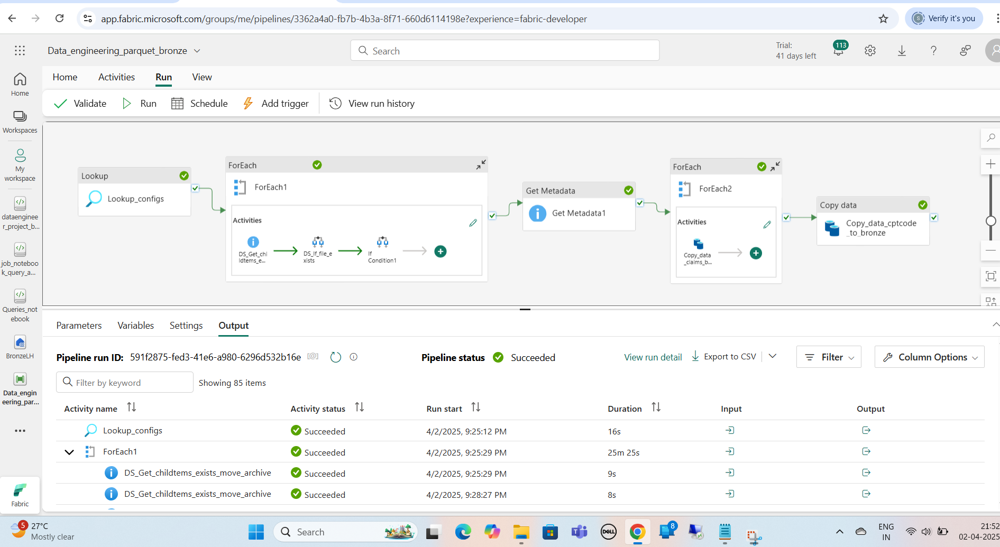 app.fabric.microsoft.com/groups/me/pipelines/3362a4a0-fb7b-4b3a-8f71-660d6114198e?experience=fabric-developer
S
Verify it's you
Data_engineering_parquet_bronze
Search
Trial:
41 days left
113
Home
Activities
Run
View
Validate
Run
Schedule
Add trigger
View run history
Home
Workspaces
My
workspace
dataenginee
r_project_b...
job_noteboo
k_query_a...
Queries_not
ebook
BronzeLH
Data_engin
eering_par...
Fabric
Lookup
Lookup_configs
ForEach
ForEach1
Activities
DS_Get_chi
ldtems_e...
DS_If_file_e
xists
If
Condition1
Get Metadata
Get Metadata1
ForEach
ForEach2
Activities
Copy_data
_claims_b...
Copy data
Copy_data_cptcode
_to_bronze
Parameters
Variables
Settings
Output
Pipeline run ID: 591f2875-fed3-41e6-a980-6296d532b16e
[@]
Pipeline status
Succeeded
View run detail
Export to CSV
Filter
Column Options
Filter by keyword
Showing 85 items
Activity name
Activity status
Run start
Duration
Input
Output
Lookup_configs Succeeded 4/2/2025, 9:25:12 PM 16s
ForEach1 Succeeded 4/2/2025, 9:25:29 PM 25m 25s
DS_Get_childtems_exists_move_archive Succeeded 4/2/2025, 9:25:29 PM 9s
DS_Get_childtems_exists_move_archive Succeeded 4/2/2025, 9:28:27 PM 8s
5
27°C
Mostly clear
Search
DELL
8
ENG
IN
21:52
02-04-2025